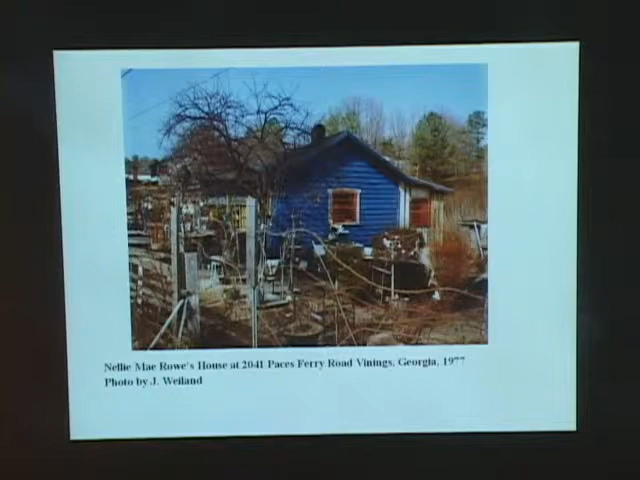 Nellie Mae Rowe's House at 2041 Paces Ferry Road Vinings, Georgia, 1977
Photo by J. Weiland